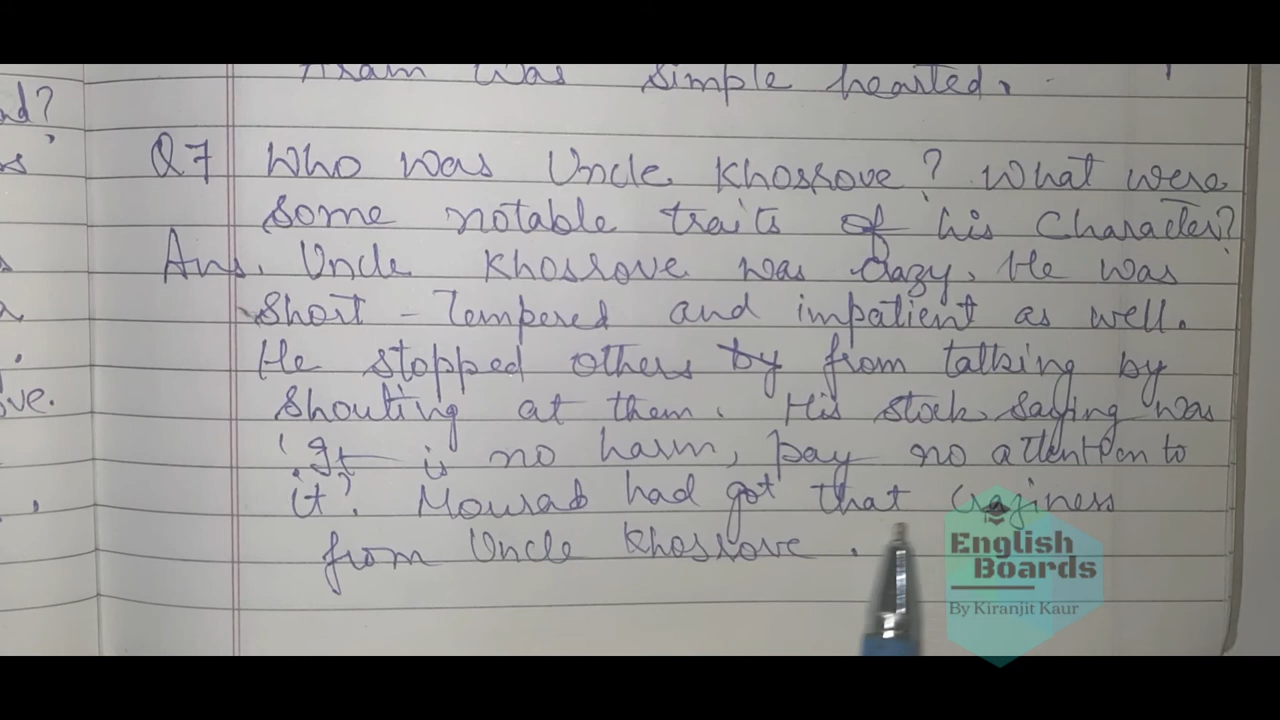 Aram was simple hearted.
nd?
Q7 Who was Uncle Khosrove? What were
some notable traits of his Character?
Ans. Uncle Khosrove was crazy. He was
Short-Tempered and impatient as well.
He stopped others by from talking by
Shouting at them. His stock saying was
ove.
'It is no harm, pay no attention to
it'. Mourad had got that craziness
from Uncle Khosrove.
English
Boards
By Kiranjit Kaur